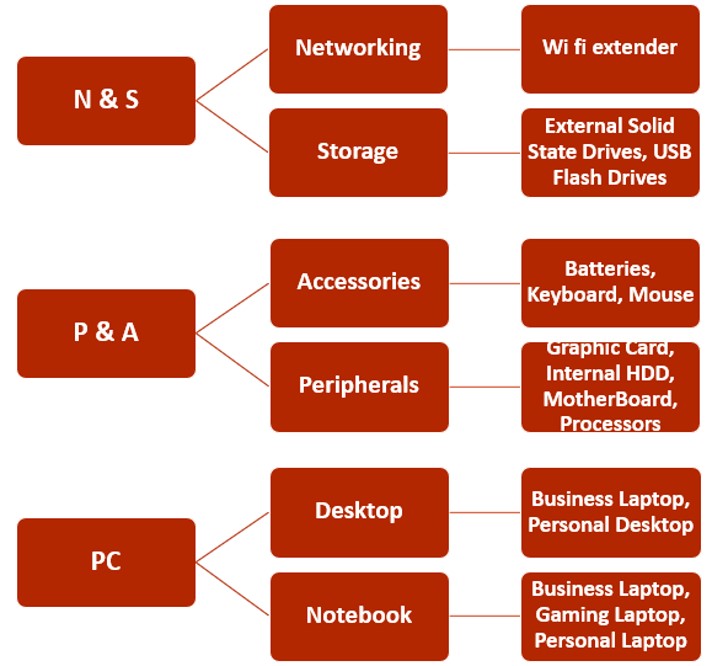 N & S
Networking
Wi fi extender
Storage
External Solid
State Drives, USB
Flash Drives
P & A
Accessories
Batteries,
Keyboard, Mouse
Peripherals
Graphic Card,
Internal HDD,
MotherBoard,
Processors
PC
Desktop
Business Laptop,
Personal Desktop
Notebook
Business Laptop,
Gaming Laptop,
Personal Laptop